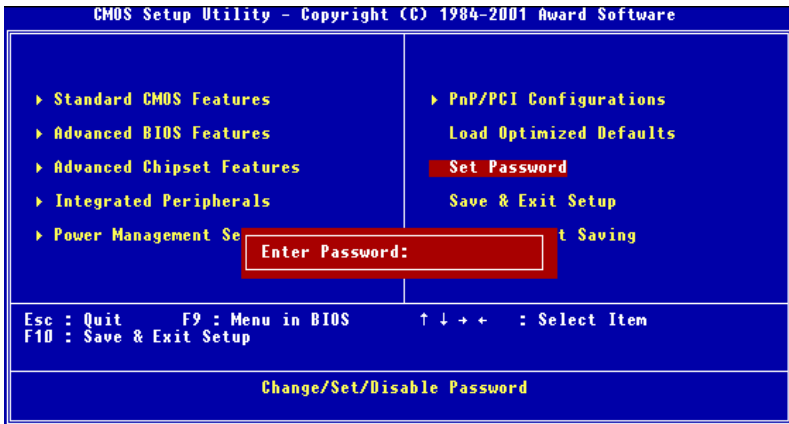 CMOS Setup Utility - Copyright (C) 1984-2001 Award Software
▸ Standard CMOS Features
▸ Advanced BIOS Features
▸ Advanced Chipset Features
▸ Integrated Peripherals
▸ Power Management Se
▸ PnP/PCI Configurations
Load Optimized Defaults
Set Password
Save & Exit Setup
t Saving
Enter Password:
Esc : Quit F9 : Menu in BIOS ↑ ↓ → ← : Select Item
F10 : Save & Exit Setup
Change/Set/Disable Password